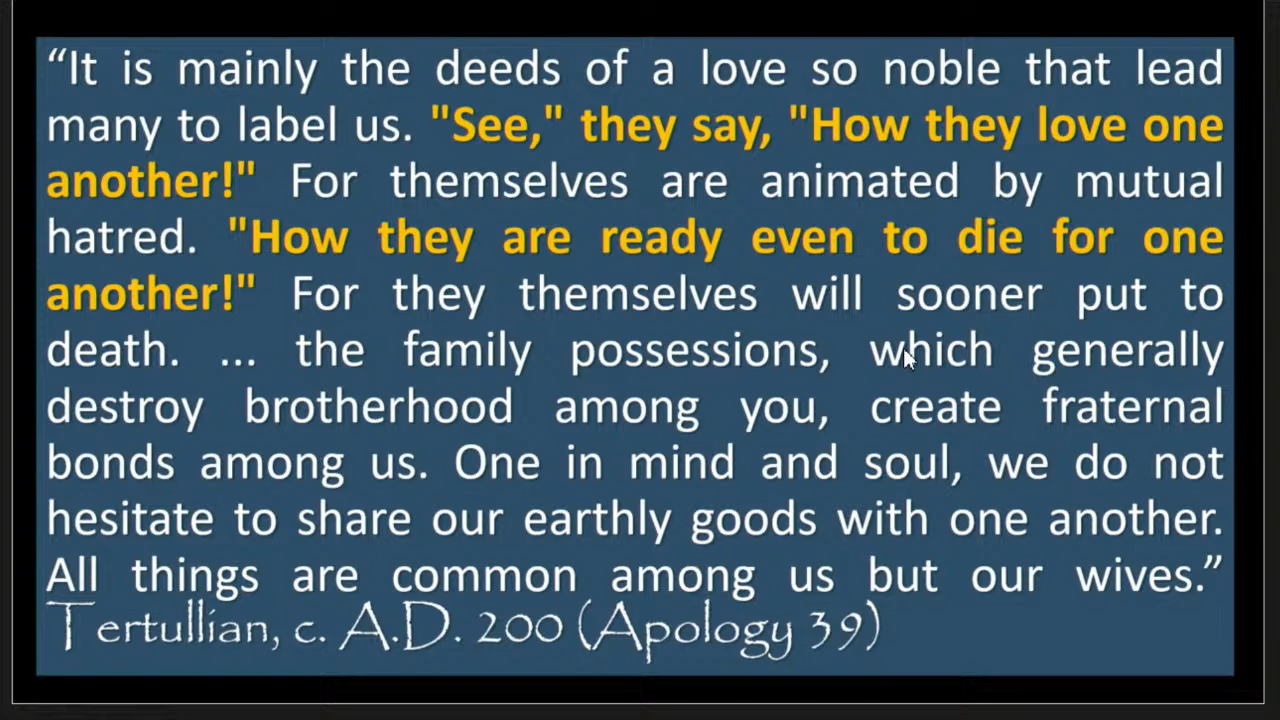 “It is mainly the deeds of a love so noble that lead
many to label us. "See," they say, "How they love one
another!" For themselves are animated by mutual
hatred. "How they are ready even to die for one
another!" For they themselves will sooner put to
death. ... the family possessions, which generally
destroy brotherhood among you, create fraternal
bonds among us. One in mind and soul, we do not
hesitate to share our earthly goods with one another.
All things are common among us but our wives.”
Tertullian, c. A.D. 200 (Apology 39)